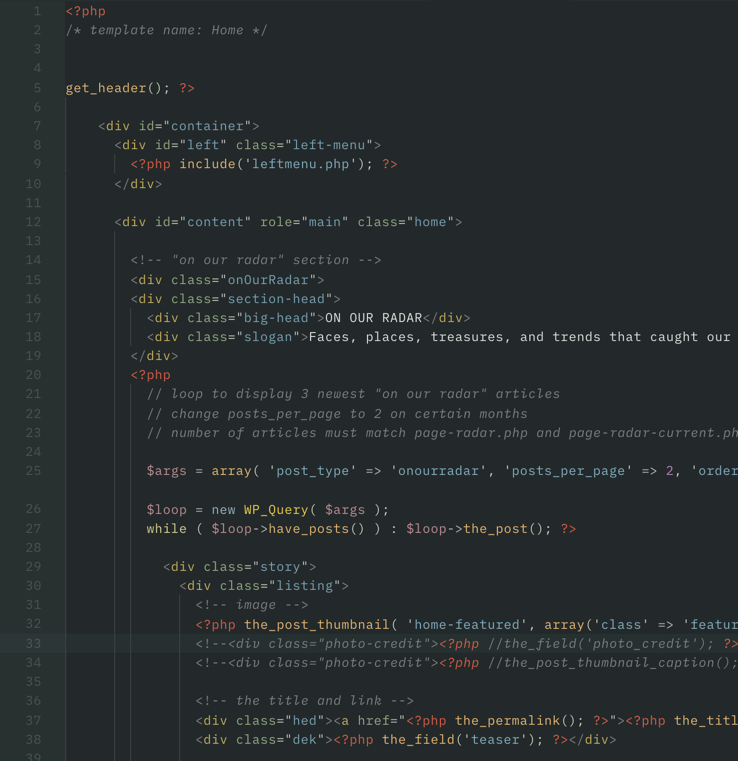 1 <?php
2 /* template name: Home */
3
4
5 get_header(); ?>
6
7 <div id="container">
8 <div id="left" class="left-menu">
9 <?php include('leftmenu.php'); ?>
10 </div>
11
12 <div id="content" role="main" class="home">
13
14 <!-- "on our radar" section -->
15 <div class="onOurRadar">
16 <div class="section-head">
17 <div class="big-head">ON OUR RADAR</div>
18 <div class="slogan">Faces, places, treasures, and trends that caught our
19 </div>
20 <?php
21 // loop to display 3 newest "on our radar" articles
22 // change posts_per_page to 2 on certain months
23 // number of articles must match page-radar.php and page-radar-current.ph
24
25 $args = array( 'post_type' => 'onourradar', 'posts_per_page' => 2, 'order
26 $loop = new WP_Query( $args );
27 while ( $loop->have_posts() ) : $loop->the_post(); ?>
28
29 <div class="story">
30 <div class="listing">
31 <!-- image -->
32 <?php the_post_thumbnail( 'home-featured', array('class' => 'featur
33 <!--<div class="photo-credit"><?php //the_field('photo_credit'); ?>
34 <!--<div class="photo-credit"><?php //the_post_thumbnail_caption();
35
36 <!-- the title and link -->
37 <div class="hed"><a href="<?php the_permalink(); ?>"><?php the_titl
38 <div class="dek"><?php the_field('teaser'); ?></div>
39